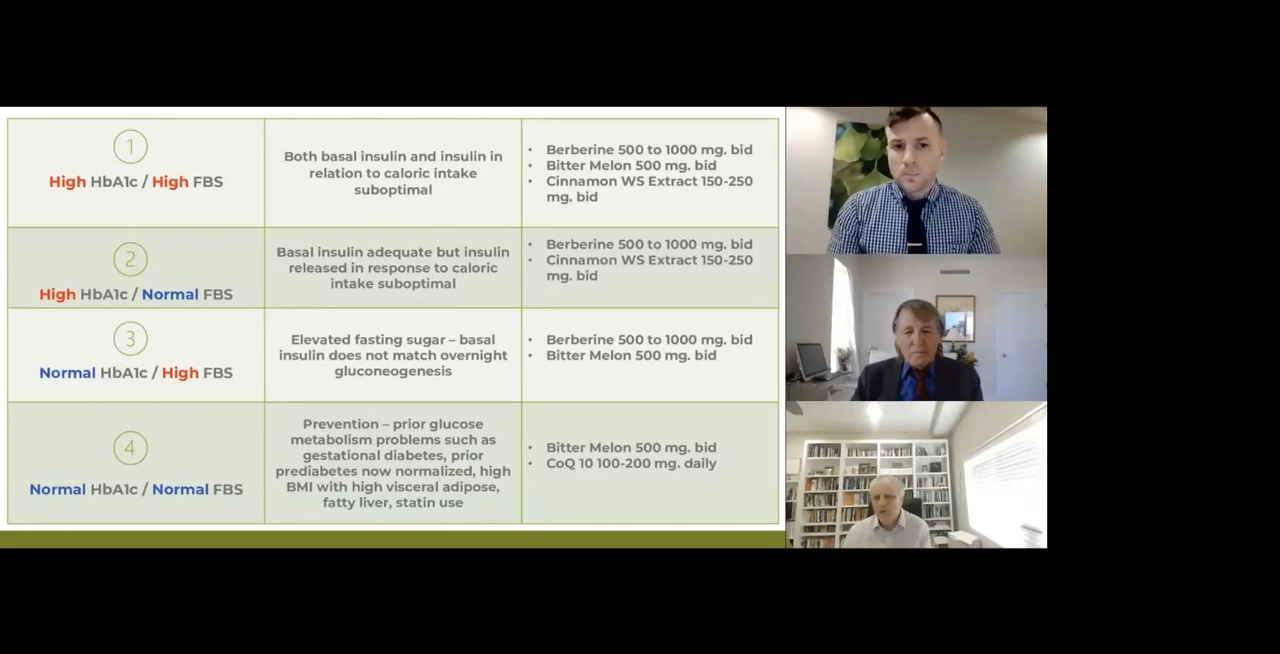 1
High HbA1c / High FBS
Both basal insulin and insulin in
relation to caloric intake
suboptimal
• Berberine 500 to 1000 mg. bid
• Bitter Melon 500 mg. bid
• Cinnamon WS Extract 150-250
mg. bid
2
High HbA1c / Normal FBS
Basal insulin adequate but insulin
released in response to caloric
intake suboptimal
• Berberine 500 to 1000 mg. bid
• Cinnamon WS Extract 150-250
mg. bid
3
Normal HbA1c / High FBS
Elevated fasting sugar – basal
insulin does not match overnight
gluconeogenesis
• Berberine 500 to 1000 mg. bid
• Bitter Melon 500 mg. bid
4
Normal HbA1c / Normal FBS
Prevention – prior glucose
metabolism problems such as
gestational diabetes, prior
prediabetes now normalized, high
BMI with high visceral adipose,
fatty liver, statin use
• Bitter Melon 500 mg. bid
• CoQ 10 100-200 mg. daily